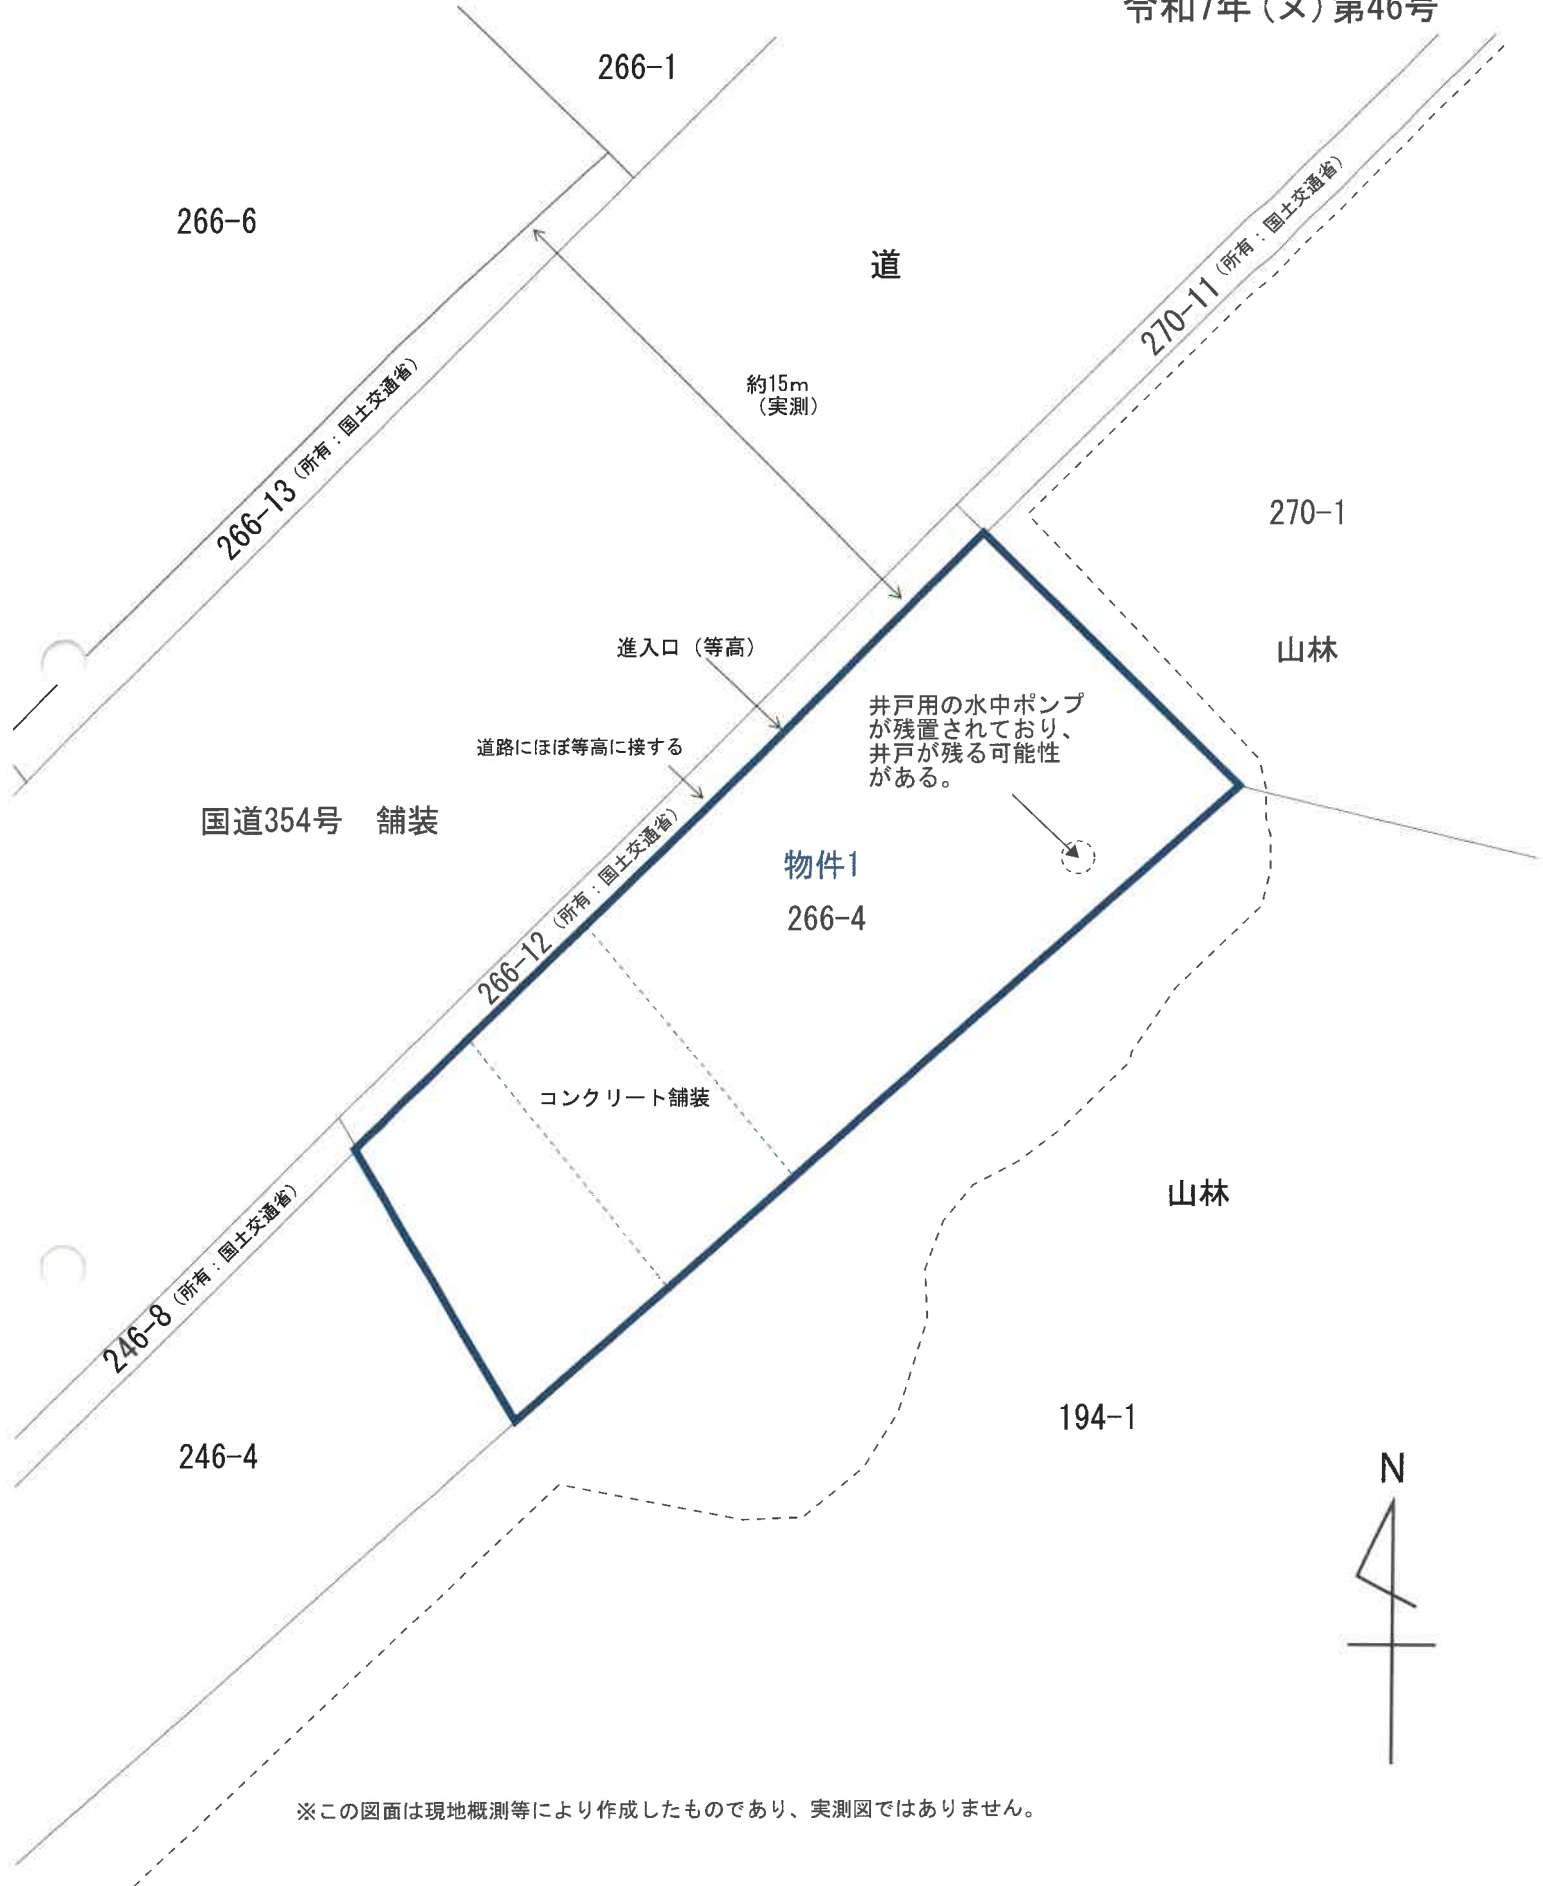 令和7年（メ）第46号
266-1
266-6
道
270-11（所有：国土交通省）
約15m
（実測）
266-13（所有：国土交通省）
270-1
山林
進入口（等高）
道路にほぼ等高に接する
井戸用の水中ポンプ
が残置されており、
井戸が残る可能性
がある。
国道354号　舗装
物件1
266-4
266-12（所有：国土交通省）
コンクリート舗装
山林
246-8（所有：国土交通省）
246-4
194-1
N
※この図面は現地概測等により作成したものであり、実測図ではありません。